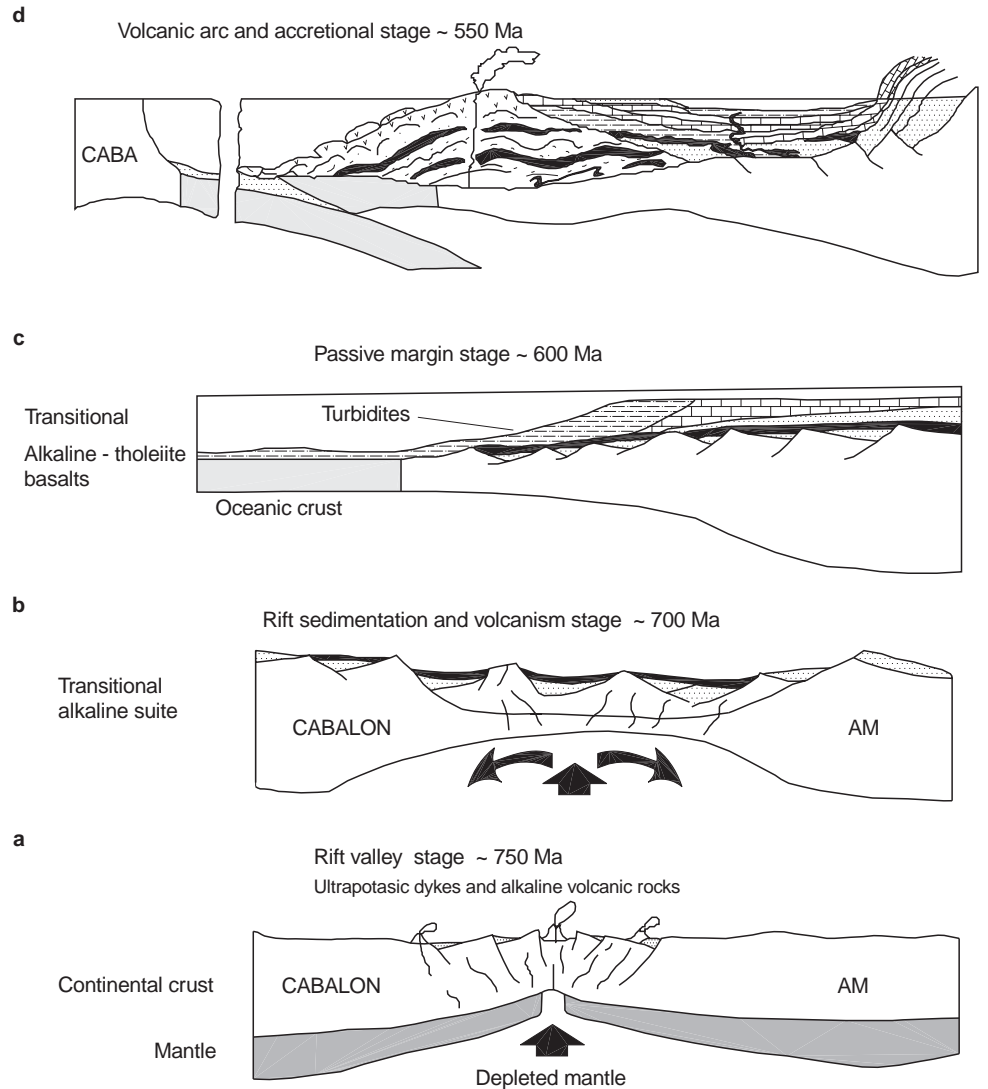 d
Volcanic arc and accretional stage ~ 550 Ma
CABA
c
Passive margin stage ~ 600 Ma
Transitional
Turbidites
Alkaline - tholeiite
basalts
Oceanic crust
b
Rift sedimentation and volcanism stage ~ 700 Ma
Transitional
alkaline suite
CABALON
AM
a
Rift valley stage ~ 750 Ma
Ultrapotasic dykes and alkaline volcanic rocks
Continental crust
CABALON
AM
Mantle
Depleted mantle